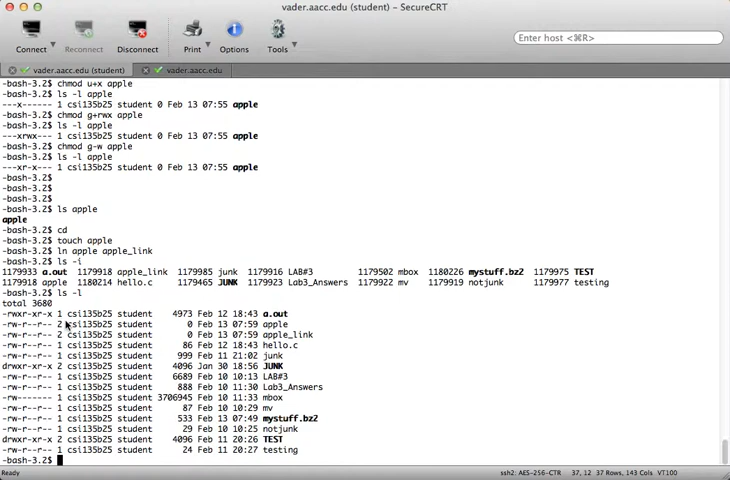 vader.aacc.edu (student) — SecureCRT
Connect Reconnect Disconnect Print Options Tools Enter host <⌘R>
vader.aacc.edu (student) vader.aacc.edu
-bash-3.2$ chmod u+x apple
-bash-3.2$ ls -l apple
---x------ 1 csi135b25 student 0 Feb 13 07:55 apple
-bash-3.2$ chmod g+rwx apple
-bash-3.2$ ls -l apple
---xrwx--- 1 csi135b25 student 0 Feb 13 07:55 apple
-bash-3.2$ chmod g-w apple
-bash-3.2$ ls -l apple
---xr-x--- 1 csi135b25 student 0 Feb 13 07:55 apple
-bash-3.2$
-bash-3.2$
-bash-3.2$
-bash-3.2$ ls apple
apple
-bash-3.2$ cd
-bash-3.2$ touch apple
-bash-3.2$ ln apple apple_link
-bash-3.2$ ls -i
1179933 a.out 1179918 apple_link 1179985 junk 1179916 LAB#3 1179502 mbox 1180226 mystuff.bz2 1179975 TEST
1179918 apple 1180214 hello.c 1179465 JUNK 1179923 Lab3_Answers 1179922 mv 1179919 notjunk 1179977 testing
-bash-3.2$ ls -l
total 3680
-rwxr-xr-x 1 csi135b25 student 4973 Feb 12 18:43 a.out
-rw-r--r-- 2 csi135b25 student 0 Feb 13 07:59 apple
-rw-r--r-- 2 csi135b25 student 0 Feb 13 07:59 apple_link
-rw-r--r-- 1 csi135b25 student 86 Feb 12 18:43 hello.c
-rw-r--r-- 1 csi135b25 student 999 Feb 11 21:02 junk
drwxr-xr-x 2 csi135b25 student 4096 Jan 30 18:56 JUNK
-rw-r--r-- 1 csi135b25 student 6689 Feb 10 10:13 LAB#3
-rw-r--r-- 1 csi135b25 student 888 Feb 10 11:30 Lab3_Answers
-rw------- 1 csi135b25 student 3706945 Feb 10 11:33 mbox
-rw-r--r-- 1 csi135b25 student 91 Feb 10 10:29 mv
-rw-r--r-- 1 csi135b25 student 533 Feb 13 07:49 mystuff.bz2
-rw-r--r-- 1 csi135b25 student 29 Feb 10 10:25 notjunk
drwxr-xr-x 2 csi135b25 student 4096 Feb 11 20:26 TEST
-rw-r--r-- 1 csi135b25 student 24 Feb 11 20:27 testing
-bash-3.2$
Ready ssh2: AES-256-CTR 37, 12 37 Rows, 143 Cols VT100